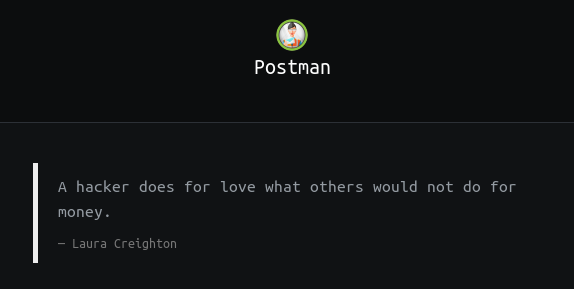 Postman
A hacker does for love what others would not do for
money.
— Laura Creighton